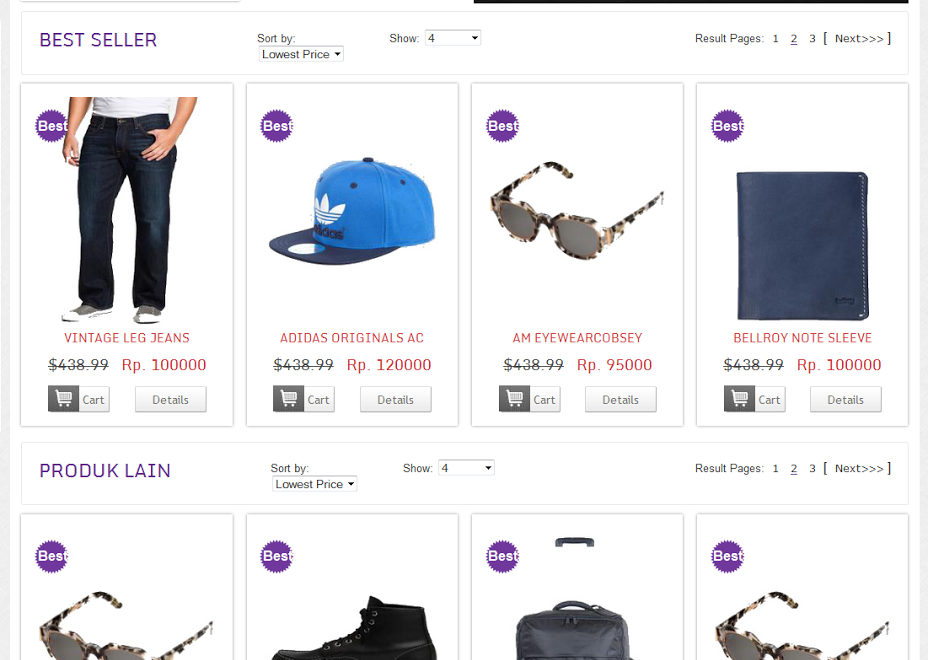 BEST SELLER
Sort by:
Lowest Price
Show: 4
Result Pages: 1 2 3 [ Next>>> ]
Best
Best
Best
Best
adidas
VINTAGE LEG JEANS
ADIDAS ORIGINALS AC
AM EYEWEARCOBSEY
BELLROY NOTE SLEEVE
$438.99 Rp. 100000
$438.99 Rp. 120000
$438.99 Rp. 95000
$438.99 Rp. 100000
Cart Details
Cart Details
Cart Details
Cart Details
PRODUK LAIN
Sort by:
Lowest Price
Show: 4
Result Pages: 1 2 3 [ Next>>> ]
Best
Best
Best
Best